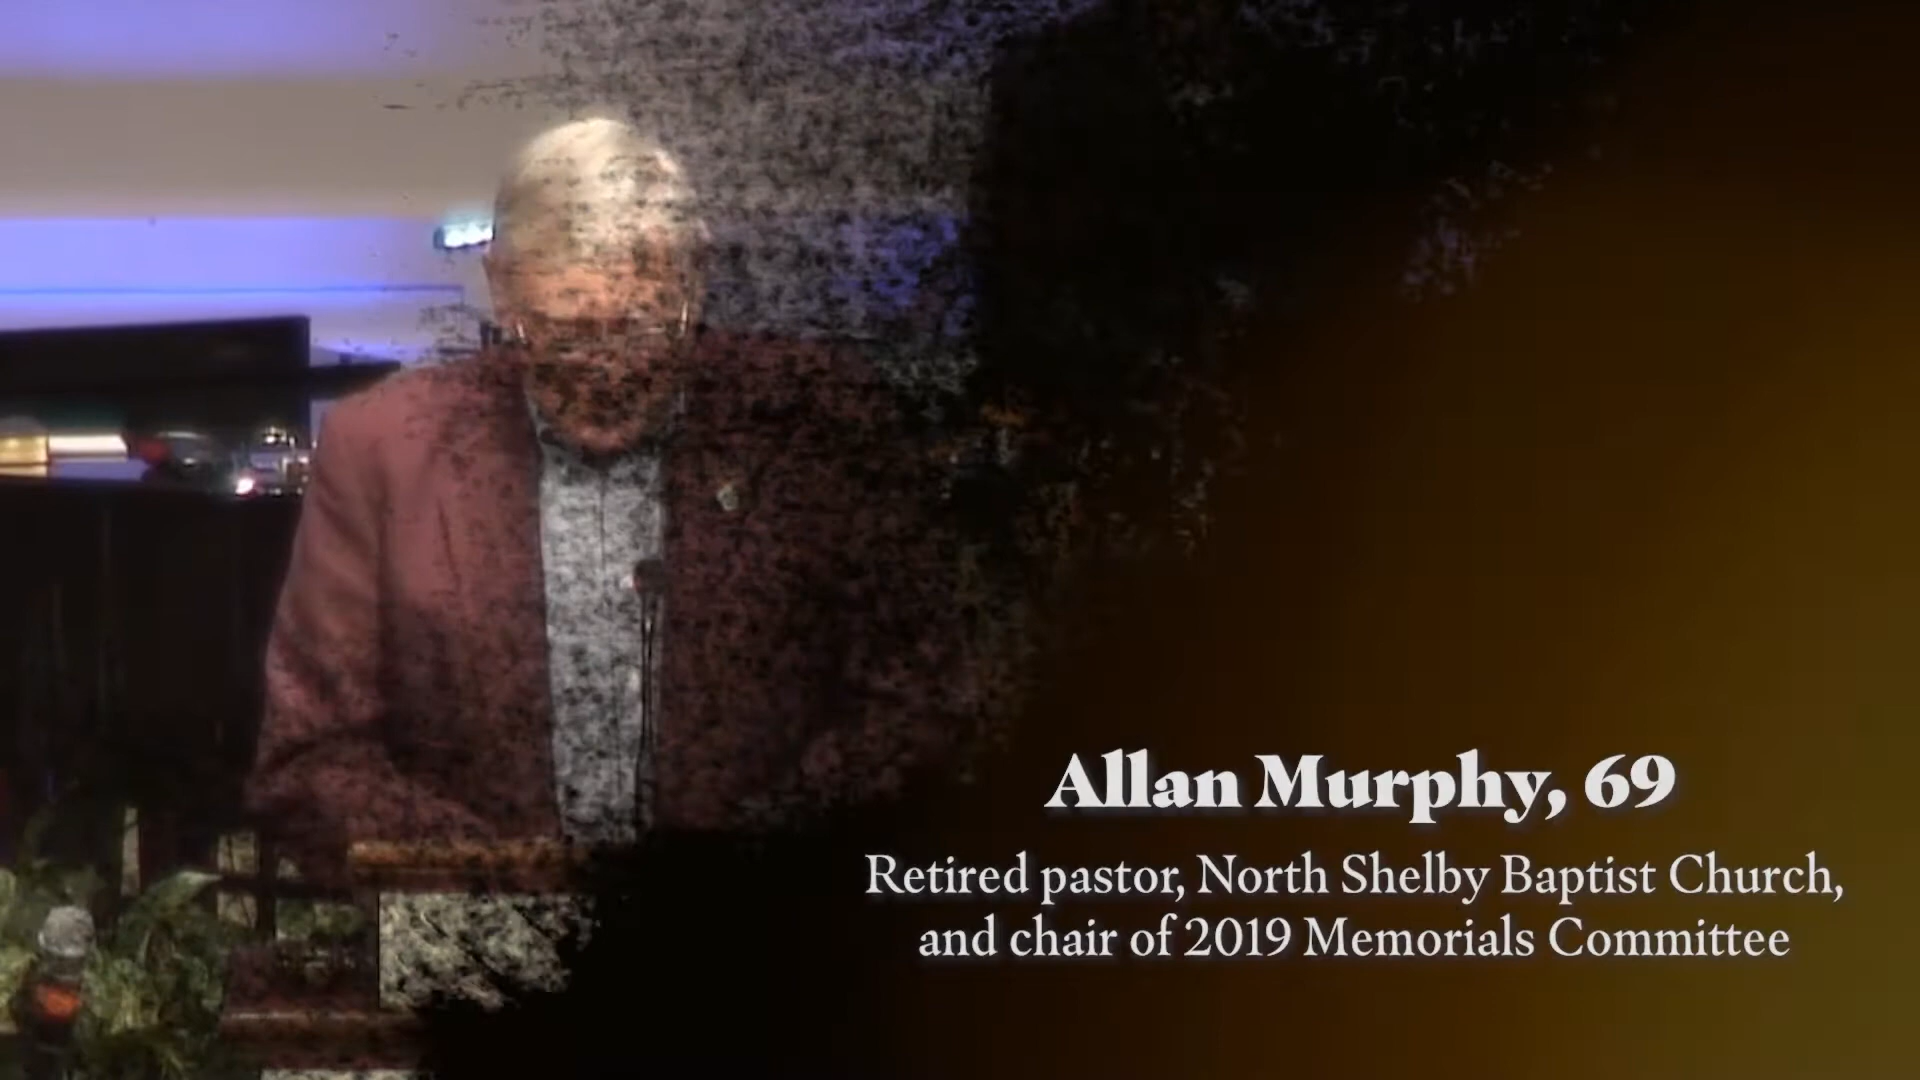 Allan Murphy, 69
Retired pastor, North Shelby Baptist Church,
and chair of 2019 Memorials Committee